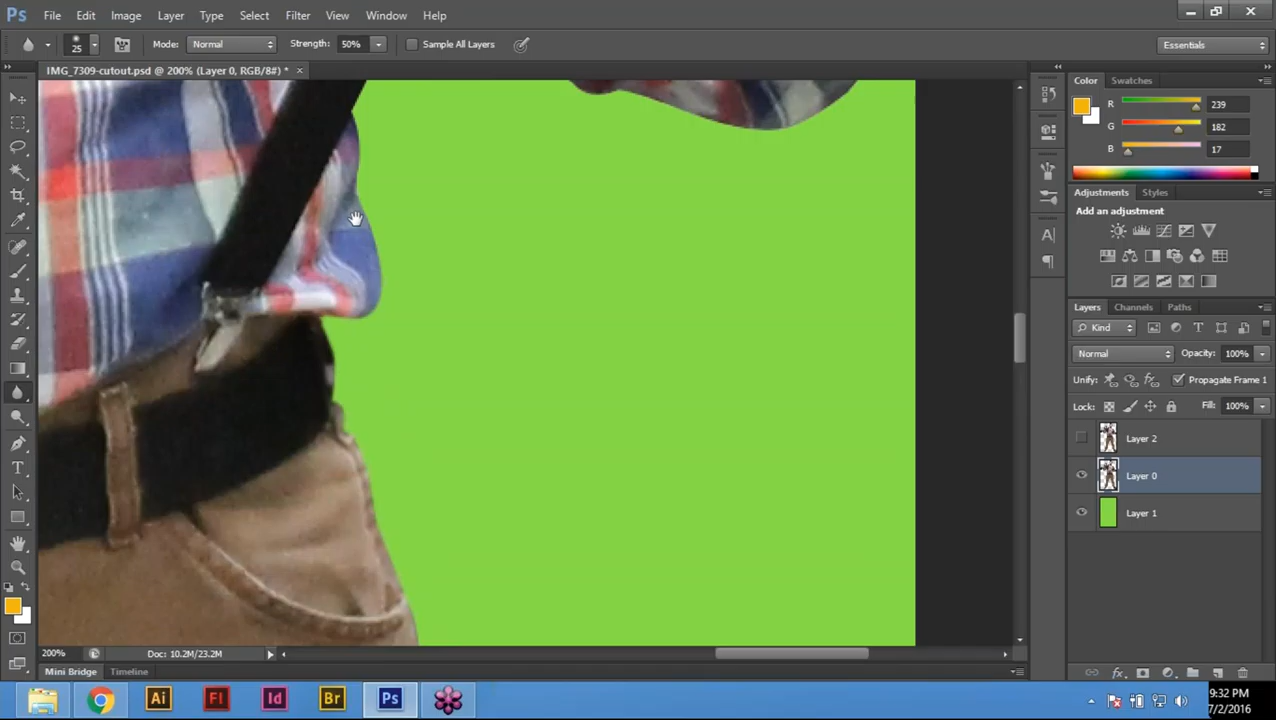 Ps File Edit Image Layer Type Select Filter View Window Help
25 Mode: Normal Strength: 50% Sample All Layers Essentials
IMG_7309-cutout.psd @ 200% (Layer 0, RGB/8#) * ×
Color Swatches
R 239
G 182
B 17
Adjustments Styles
Add an adjustment
Layers Channels Paths
Kind
Normal Opacity: 100%
Unify: Propagate Frame 1
Lock: Fill: 100%
Layer 2
Layer 0
Layer 1
200% Doc: 10.2M/23.2M
Mini Bridge Timeline
Ai Fl Id Br Ps
9:32 PM
7/2/2016